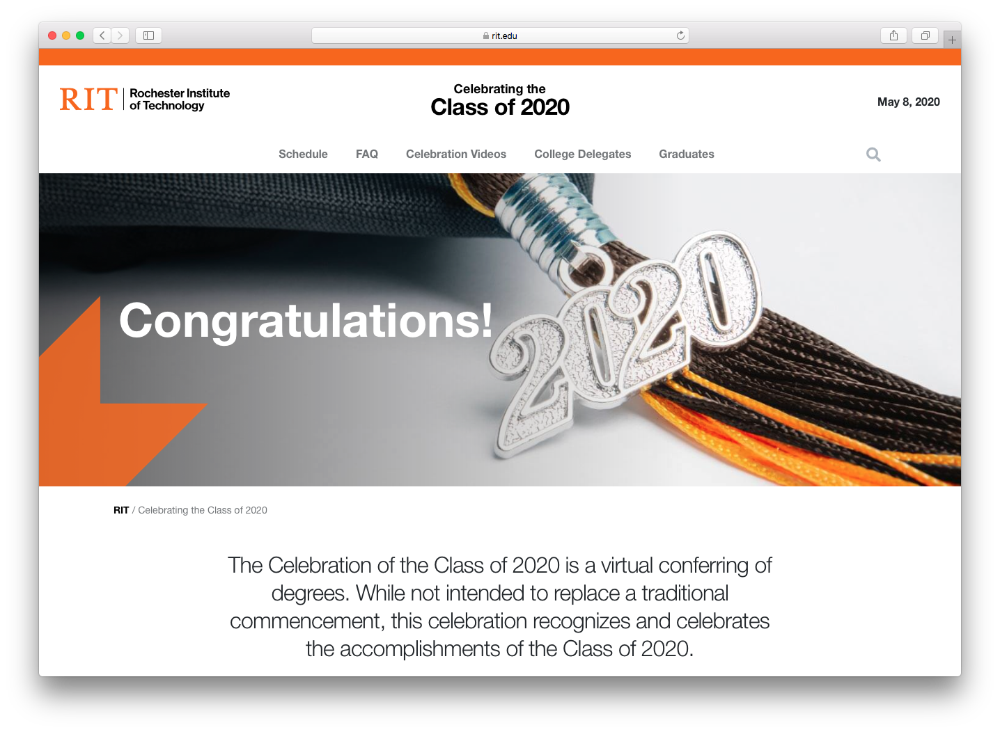 rit.edu
RIT
Rochester Institute
of Technology
Celebrating the
Class of 2020
May 8, 2020
Schedule FAQ Celebration Videos College Delegates Graduates
Congratulations!
2020
RIT / Celebrating the Class of 2020
The Celebration of the Class of 2020 is a virtual conferring of
degrees. While not intended to replace a traditional
commencement, this celebration recognizes and celebrates
the accomplishments of the Class of 2020.